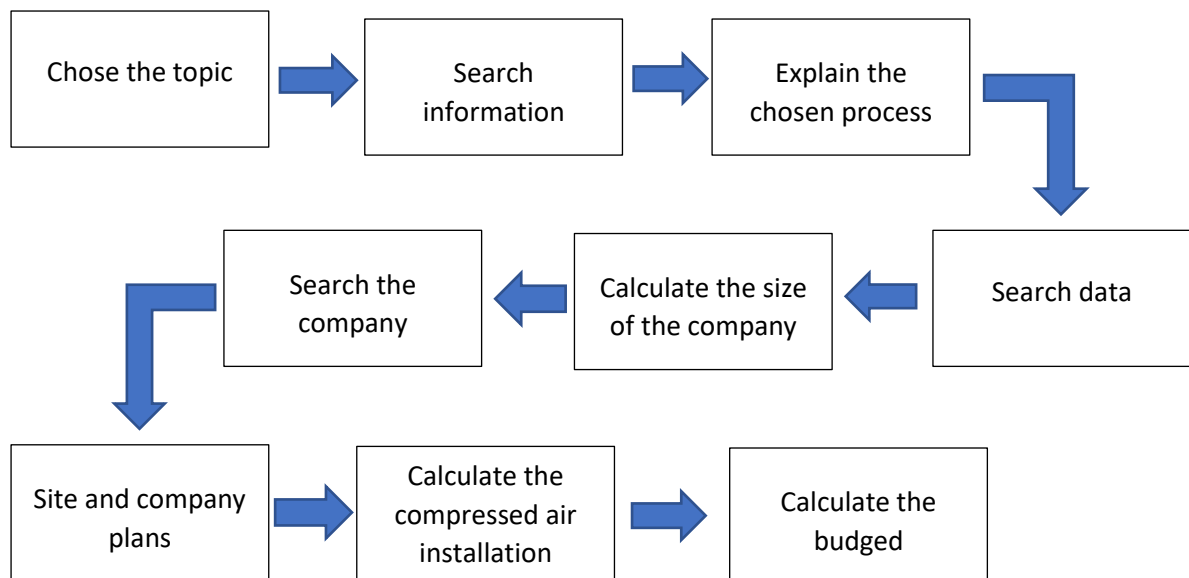 Chose the topic
Search
information
Explain the
chosen process
Search data
Calculate the size
of the company
Search the
company
Site and company
plans
Calculate the
compressed air
installation
Calculate the
budged